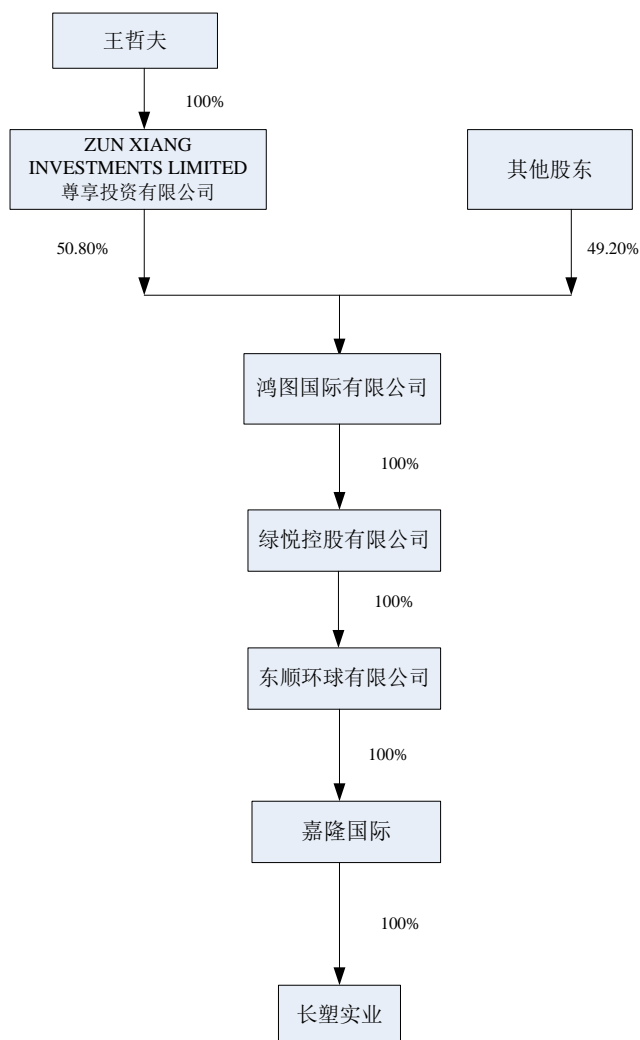 王哲夫
100%
ZUN XIANG
INVESTMENTS LIMITED
尊享投资有限公司
其他股东
50.80%
49.20%
鸿图国际有限公司
100%
绿悦控股有限公司
100%
东顺环球有限公司
100%
嘉隆国际
100%
长塑实业